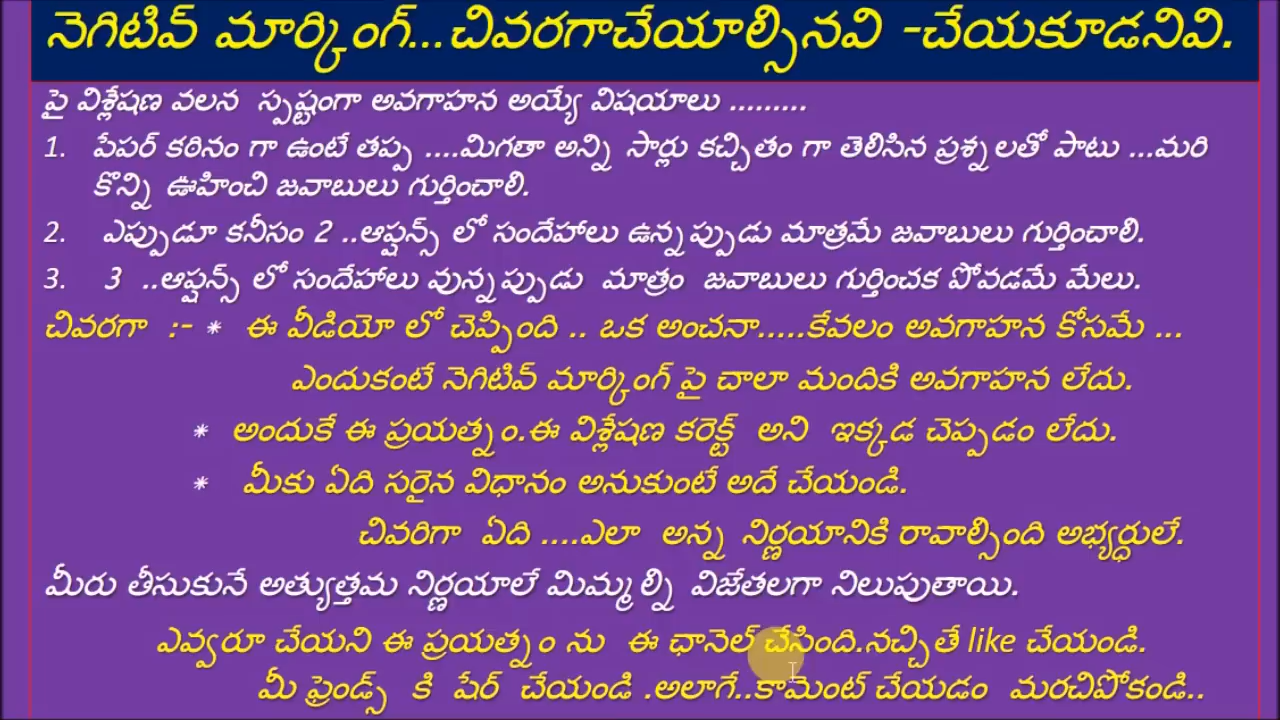 నెగిటివ్ మార్కింగ్...చివరగాచేయాల్సినవి -చేయకూడనివి.
పై విశ్లేషణ వలన స్పష్టంగా అవగాహన అయ్యే విషయాలు .........
1. పేపర్ కఠినం గా ఉంటే తప్ప ....మిగతా అన్ని సార్లు కచ్చితం గా తెలిసిన ప్రశ్నలతో పాటు ...మరి
కొన్ని ఊహించి జవాబులు గుర్తించాలి.
2. ఎప్పుడూ కనీసం 2 ..ఆప్షన్స్ లో సందేహాలు ఉన్నప్పుడు మాత్రమే జవాబులు గుర్తించాలి.
3. 3 ..ఆప్షన్స్ లో సందేహాలు వున్నప్పుడు మాత్రం జవాబులు గుర్తించక పోవడమే మేలు.
చివరగా :- * ఈ వీడియో లో చెప్పింది .. ఒక అంచనా.....కేవలం అవగాహన కోసమే ...
ఎందుకంటే నెగిటివ్ మార్కింగ్ పై చాలా మందికి అవగాహన లేదు.
* అందుకే ఈ ప్రయత్నం.ఈ విశ్లేషణ కరెక్ట్ అని ఇక్కడ చెప్పడం లేదు.
* మీకు ఏది సరైన విధానం అనుకుంటే అదే చేయండి.
చివరిగా ఏది ....ఎలా అన్న నిర్ణయానికి రావాల్సింది అభ్యర్ధులే.
మీరు తీసుకునే అత్యుత్తమ నిర్ణయాలే మిమ్మల్ని విజేతలగా నిలుపుతాయి.
ఎవ్వరూ చేయని ఈ ప్రయత్నం ను ఈ ఛానెల్ చేసింది.నచ్చితే like చేయండి.
మీ ఫ్రెండ్స్ కి షేర్ చేయండి .అలాగే..కామెంట్ చేయడం మరచిపోకండి..